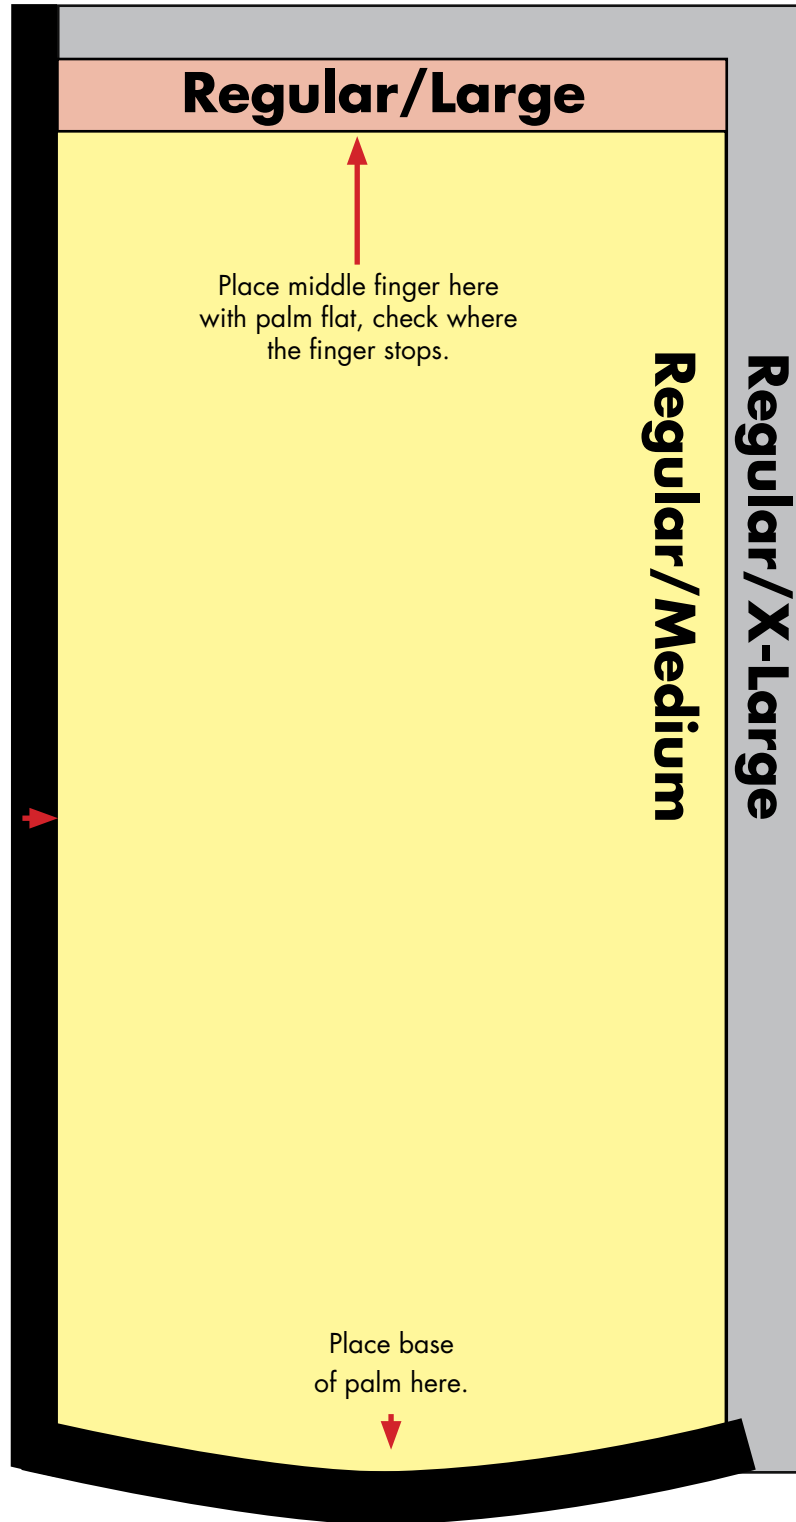 Regular/Large
Place middle finger here
with palm flat, check where
the finger stops.
Regular/Medium
Regular/X-Large
Place base
of palm here.